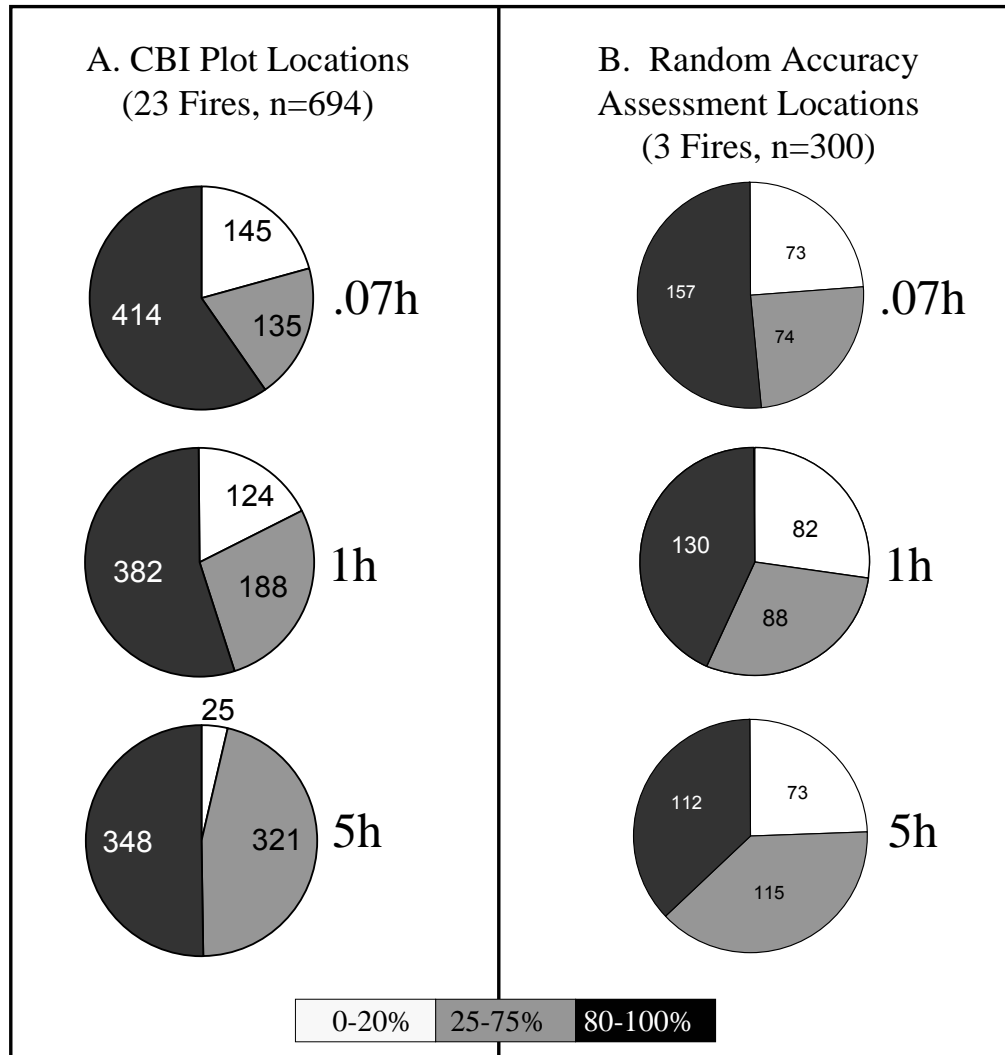 A. CBI Plot Locations
(23 Fires, n=694)
145
414
135
.07h
124
382
188
1h
25
348
321
5h
B. Random Accuracy
Assessment Locations
(3 Fires, n=300)
73
157
74
.07h
82
130
88
1h
73
112
115
5h
0-20% 25-75% 80-100%